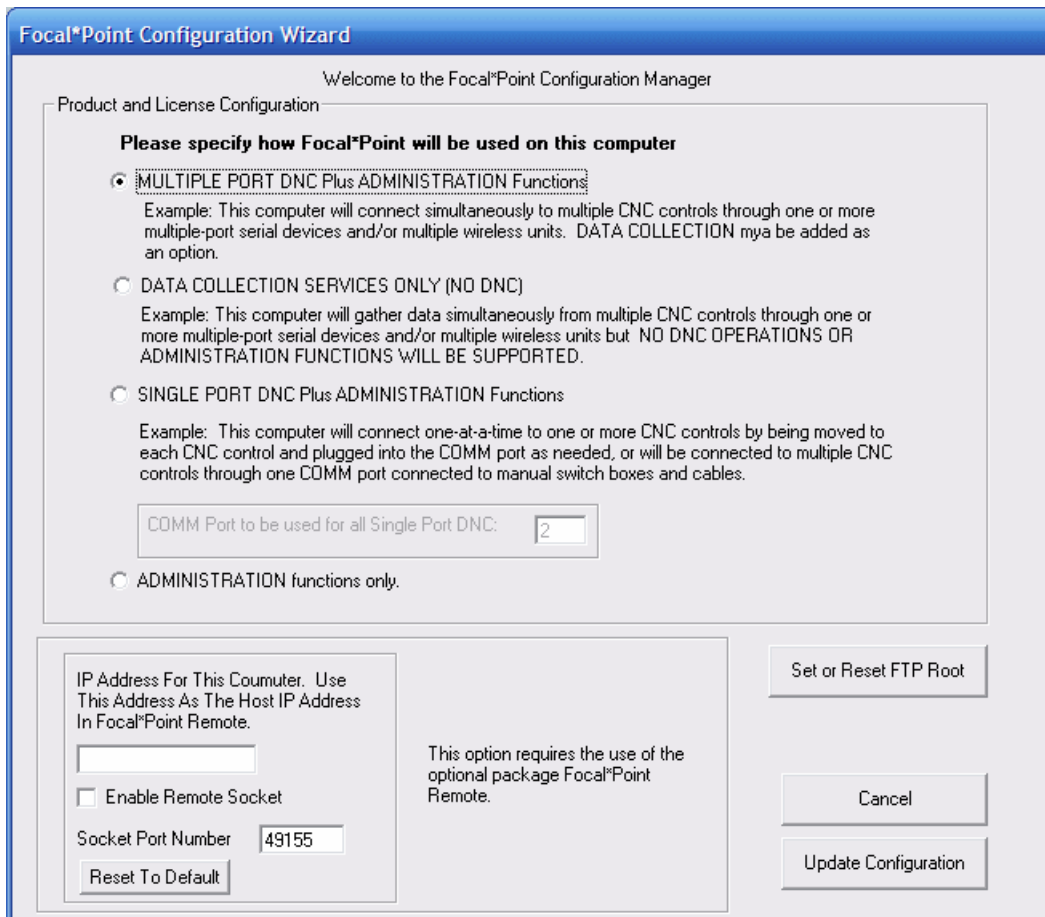 Focal*Point Configuration Wizard
Welcome to the Focal*Point Configuration Manager
Product and License Configuration
Please specify how Focal*Point will be used on this computer
MULTIPLE PORT DNC Plus ADMINISTRATION Functions
Example: This computer will connect simultaneously to multiple CNC controls through one or more
multiple-port serial devices and/or multiple wireless units. DATA COLLECTION mya be added as
an option.
DATA COLLECTION SERVICES ONLY (NO DNC)
Example: This computer will gather data simultaneously from multiple CNC controls through one or
more multiple-port serial devices and/or multiple wireless units but NO DNC OPERATIONS OR
ADMINISTRATION FUNCTIONS WILL BE SUPPORTED.
SINGLE PORT DNC Plus ADMINISTRATION Functions
Example: This computer will connect one-at-a-time to one or more CNC controls by being moved to
each CNC control and plugged into the COMM port as needed, or will be connected to multiple CNC
controls through one COMM port connected to manual switch boxes and cables.
COMM Port to be used for all Single Port DNC: 2
ADMINISTRATION functions only.
IP Address For This Coumuter. Use
This Address As The Host IP Address
In Focal*Point Remote.
Enable Remote Socket
Socket Port Number 49155
Reset To Default
This option requires the use of the
optional package Focal*Point
Remote.
Set or Reset FTP Root
Cancel
Update Configuration